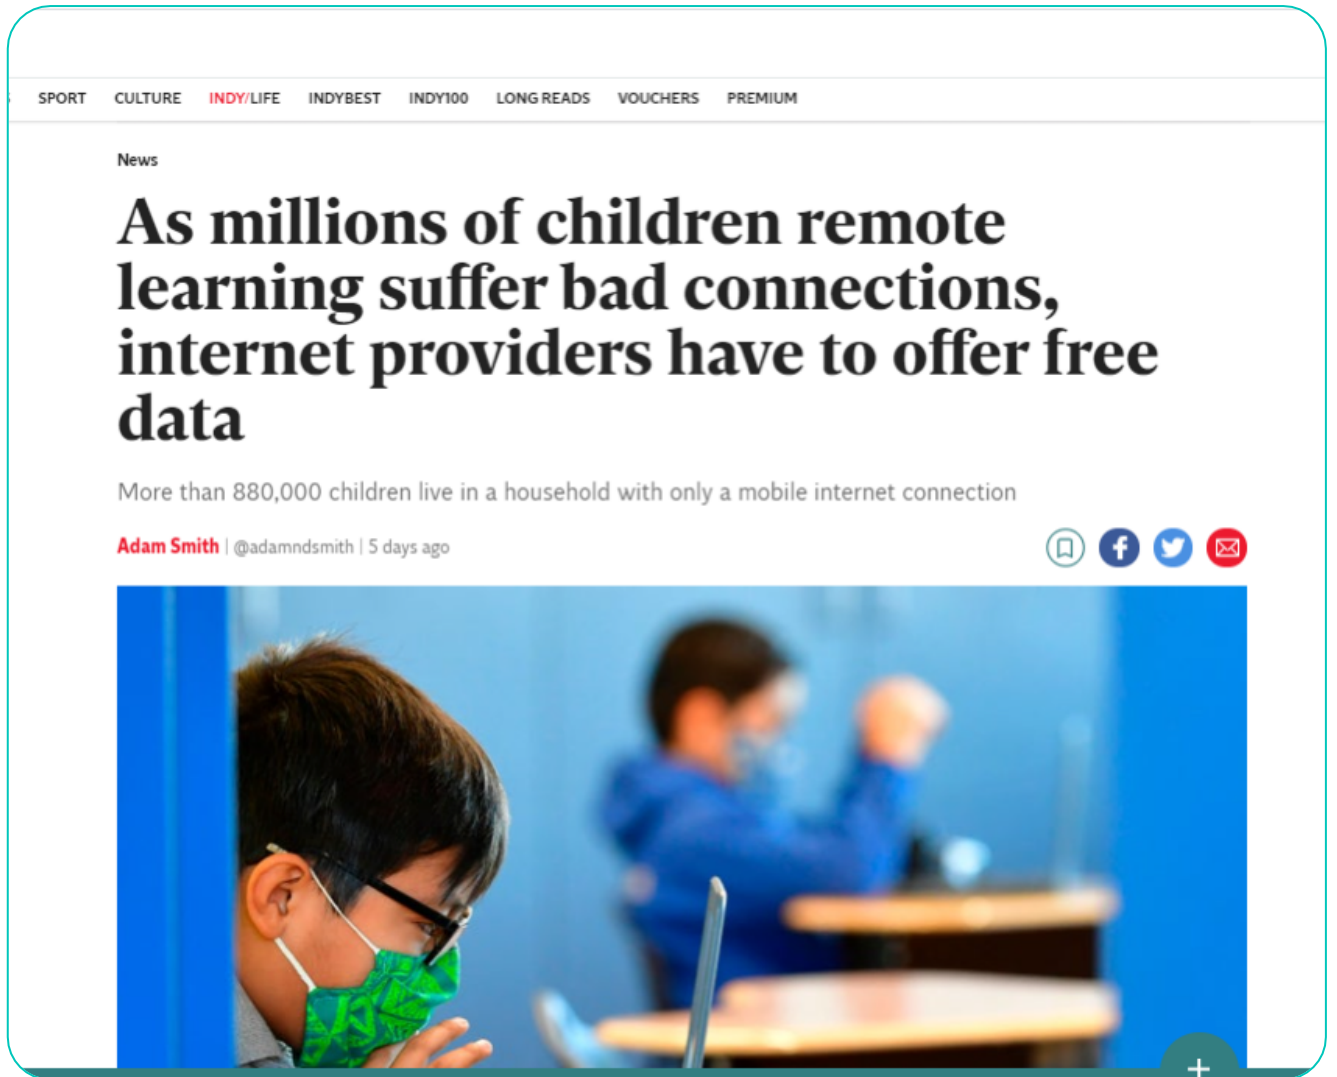 SPORT CULTURE INDY/LIFE INDYBEST INDY100 LONG READS VOUCHERS PREMIUM
News
As millions of children remote
learning suffer bad connections,
internet providers have to offer free
data
More than 880,000 children live in a household with only a mobile internet connection
Adam Smith | @adamndsmith | 5 days ago